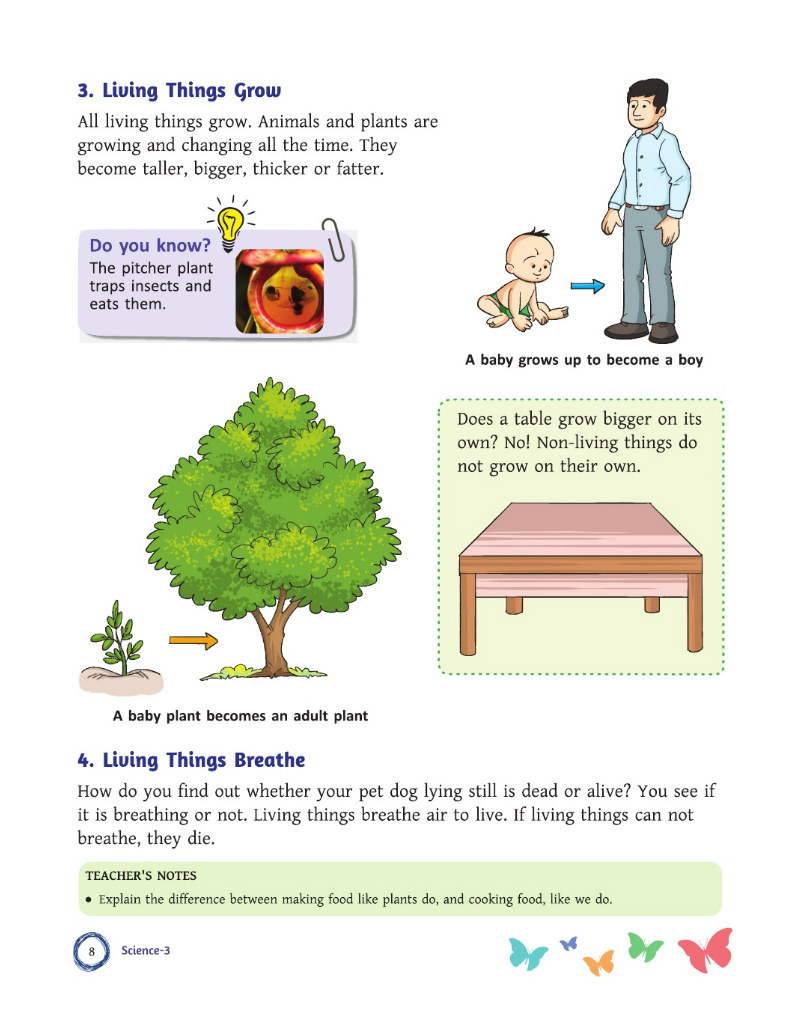 3. Living Things Grow
All living things grow. Animals and plants are
growing and changing all the time. They
become taller, bigger, thicker or fatter.
Do you know?
The pitcher plant
traps insects and
eats them.
A baby grows up to become a boy
Does a table grow bigger on its
own? No! Non-living things do
not grow on their own.
A baby plant becomes an adult plant
4. Living Things Breathe
How do you find out whether your pet dog lying still is dead or alive? You see if
it is breathing or not. Living things breathe air to live. If living things can not
breathe, they die.
TEACHER'S NOTES
• Explain the difference between making food like plants do, and cooking food, like we do.
8
Science-3